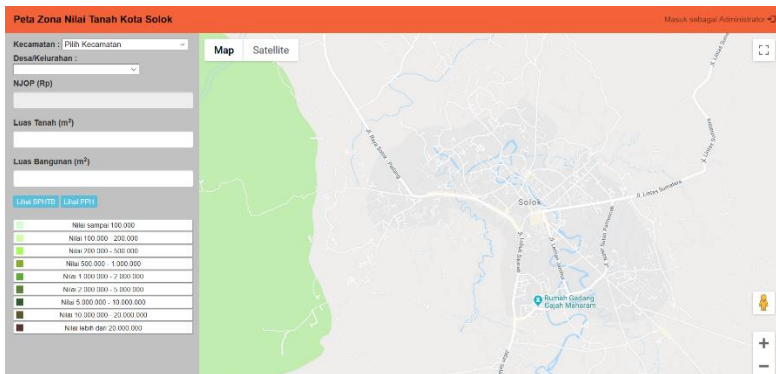 Peta Zona Nilai Tanah Kota Solok
Masuk sebagai Administrator
Kecamatan : Pilih Kecamatan
Desa/Kelurahan :
NJOP (Rp)
Luas Tanah (m²)
Luas Bangunan (m²)
Lihat BPHTB Lihat PPH
Nilai sampai 100.000
Nilai 100.000 - 200.000
Nilai 200.000 - 500.000
Nilai 500.000 - 1.000.000
Nilai 1.000.000 - 2.000.000
Nilai 2.000.000 - 5.000.000
Nilai 5.000.000 - 10.000.000
Nilai 10.000.000 - 20.000.000
Nilai lebih dari 20.000.000
Map Satellite
Jl. Raya Solok - Padang
Jl. Lintas Sumatera
Solok
Rumah Gadang
Gajah Maharam